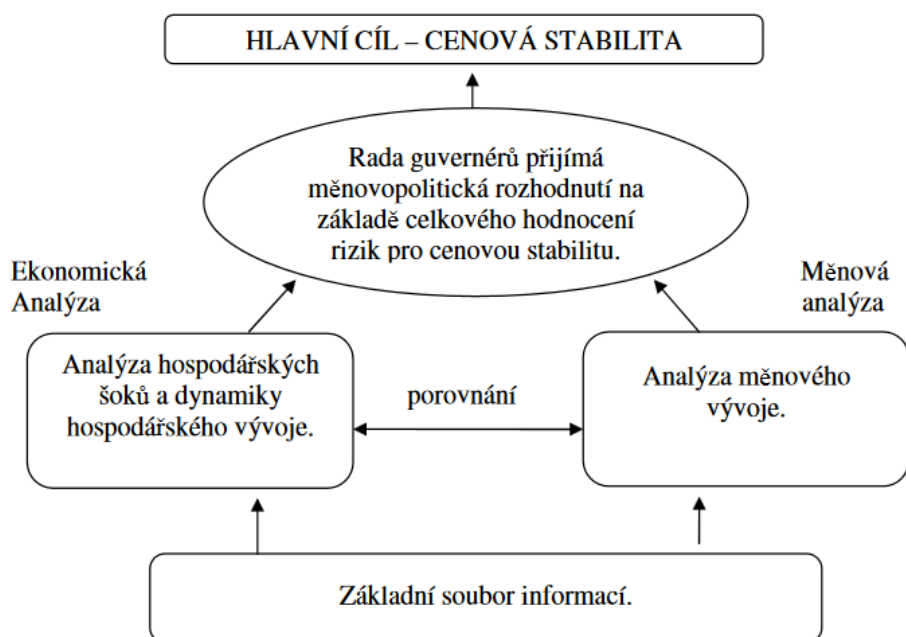 HLAVNÍ CÍL – CENOVÁ STABILITA
Rada guvernérů přijímá
měnovopolitická rozhodnutí na
základě celkového hodnocení
rizik pro cenovou stabilitu.
Ekonomická
Analýza
Měnová
analýza
Analýza hospodářských
šoků a dynamiky
hospodářského vývoje.
porovnání
Analýza měnového
vývoje.
Základní soubor informací.